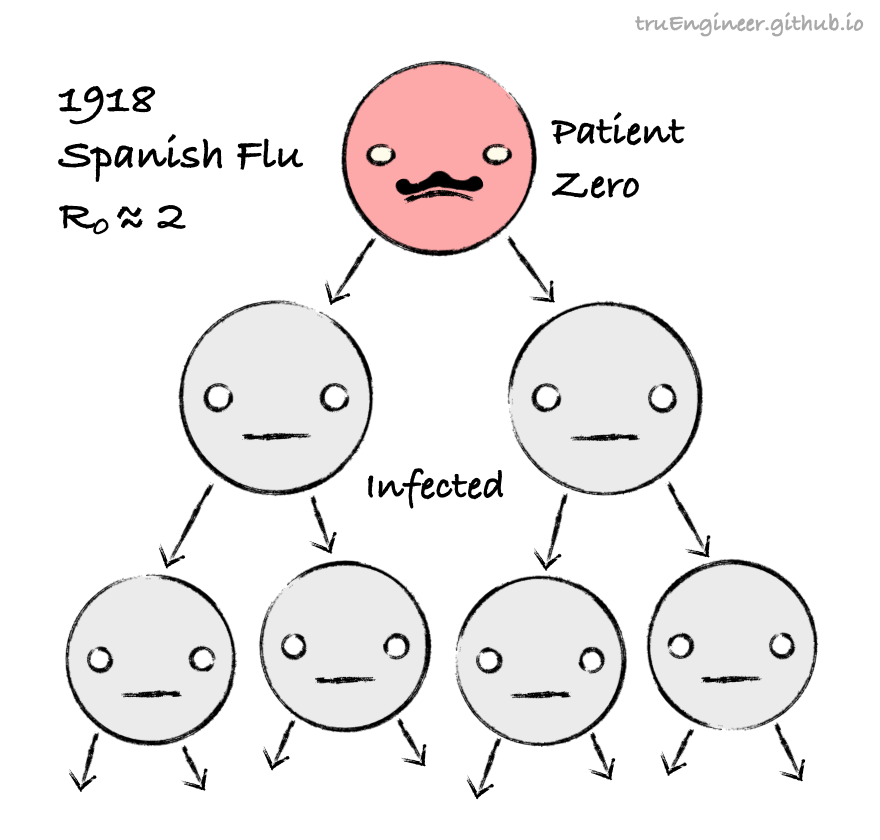 truEngineer.github.io
1918
Spanish Flu
R₀ ≈ 2
Patient
Zero
Infected